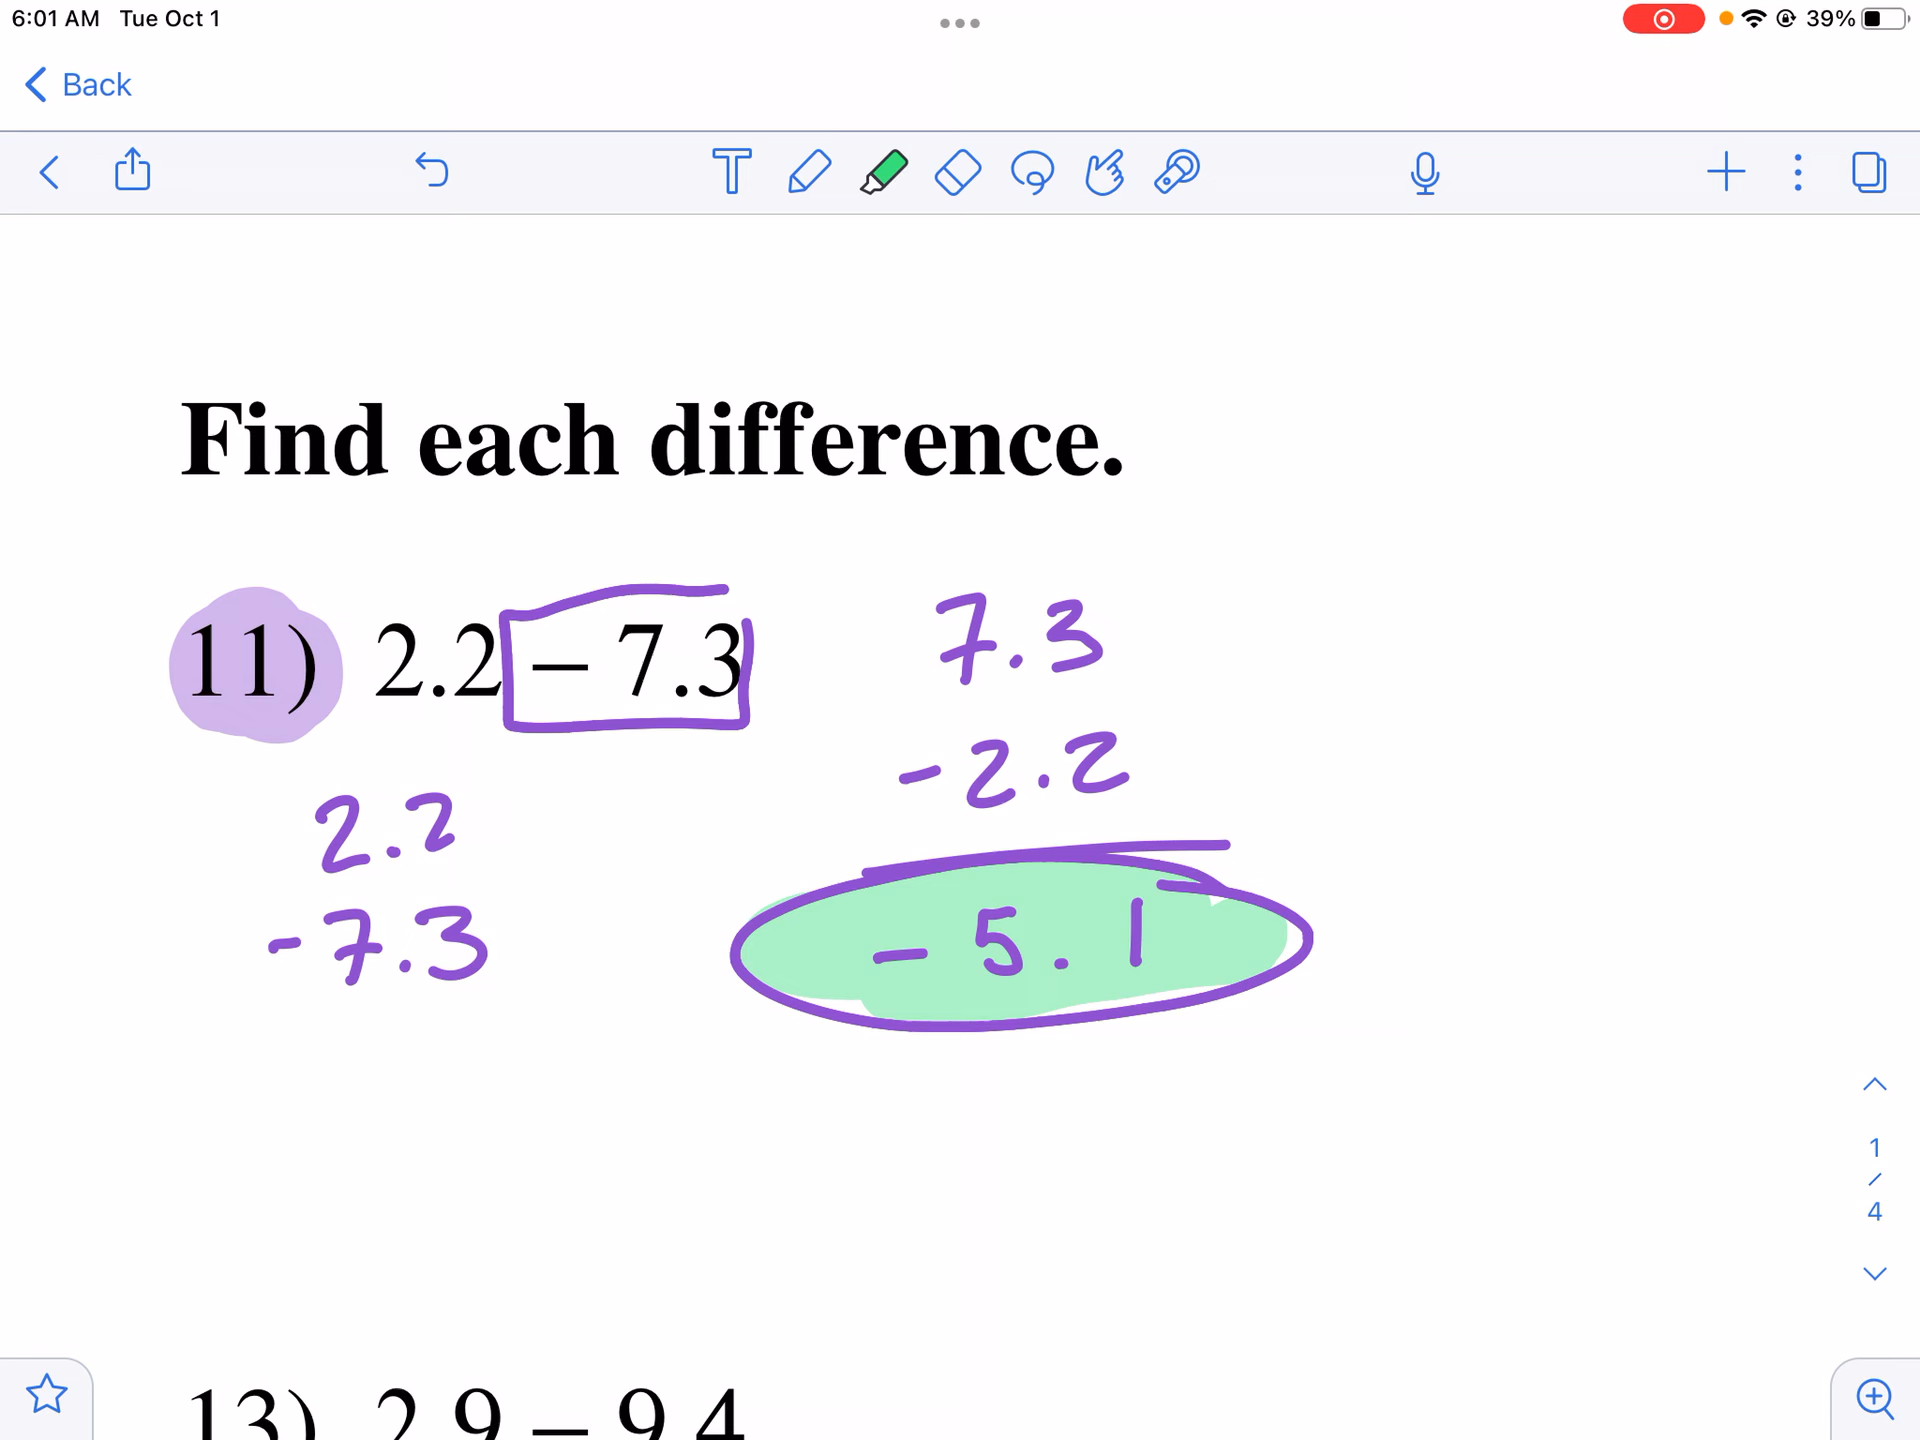 6:01 AM Tue Oct 1
39%
Back
Find each difference.
11) 2.2 – 7.3
7.3
-2.2
2.2
-7.3
- 5.1
1
/
4
13) 2.9 – 9.4